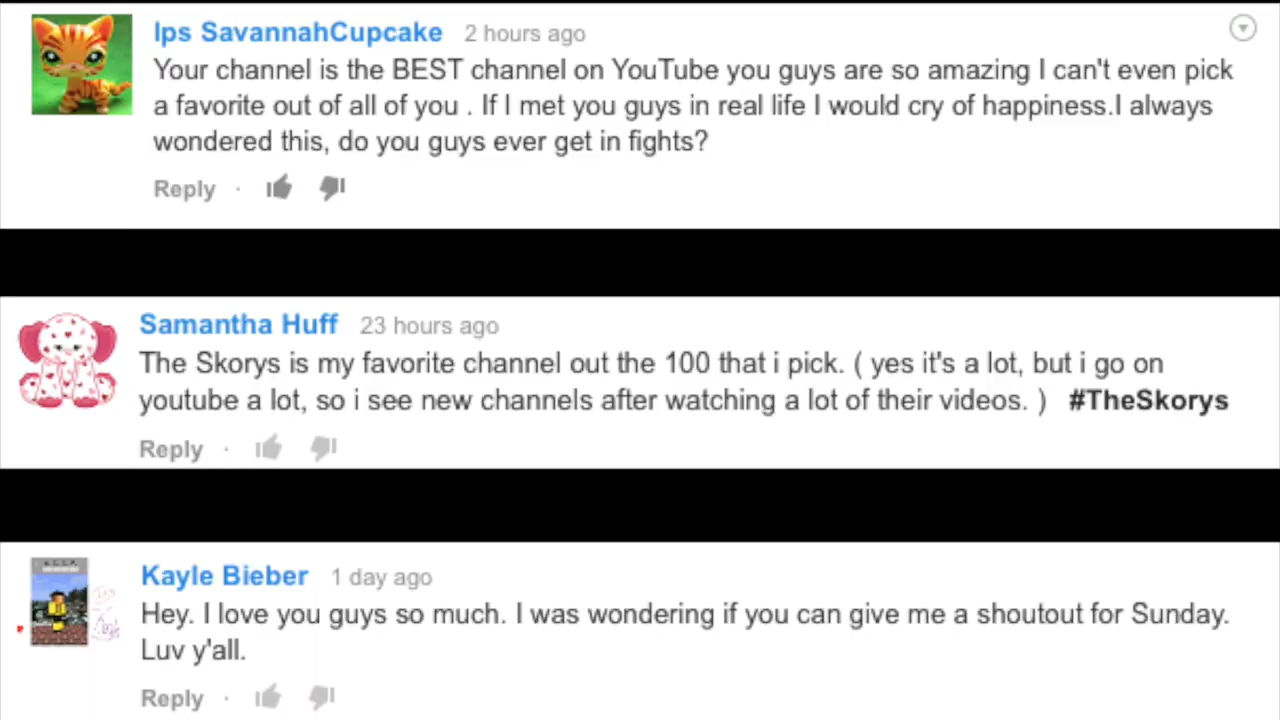 lps SavannahCupcake 2 hours ago
Your channel is the BEST channel on YouTube you guys are so amazing I can't even pick
a favorite out of all of you . If I met you guys in real life I would cry of happiness.I always
wondered this, do you guys ever get in fights?
Reply ·
Samantha Huff 23 hours ago
The Skorys is my favorite channel out the 100 that i pick. ( yes it's a lot, but i go on
youtube a lot, so i see new channels after watching a lot of their videos. ) #TheSkorys
Reply ·
Kayle Bieber 1 day ago
Hey. I love you guys so much. I was wondering if you can give me a shoutout for Sunday.
Luv y'all.
Reply ·